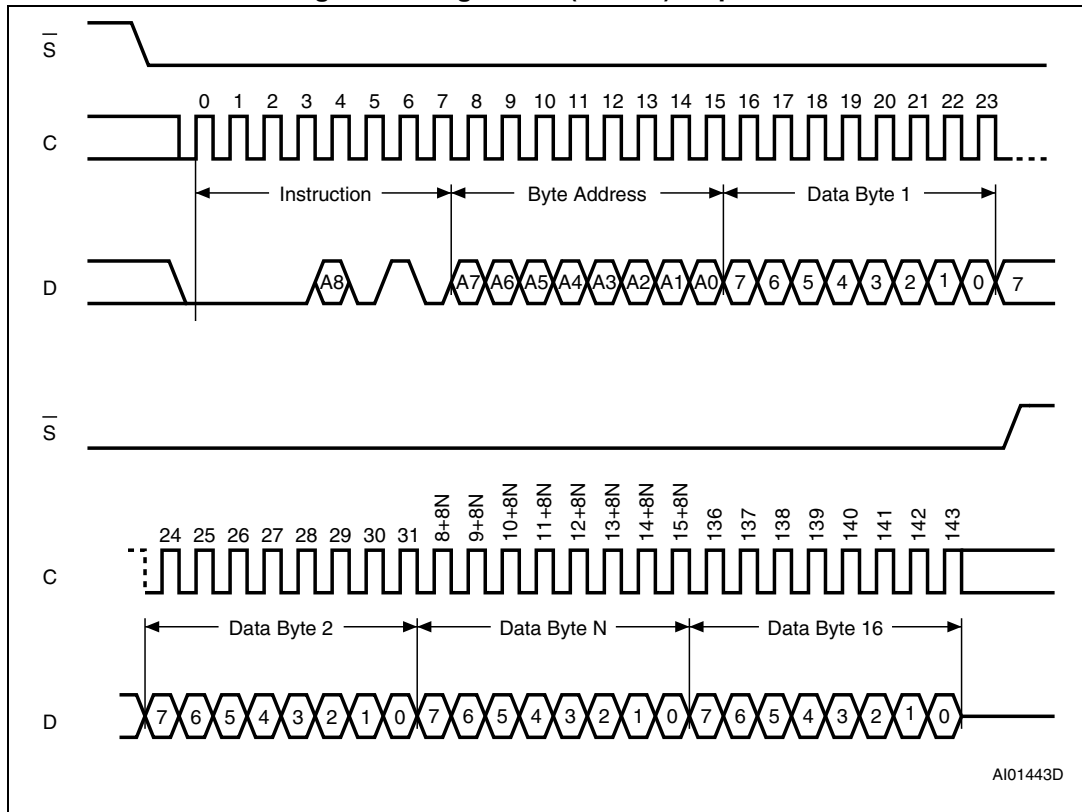 S
0 1 2 3 4 5 6 7 8 9 10 11 12 13 14 15 16 17 18 19 20 21 22 23
C
Instruction Byte Address Data Byte 1
D A8 A7 A6 A5 A4 A3 A2 A1 A0 7 6 5 4 3 2 1 0 7
S
24 25 26 27 28 29 30 31 8+8N 9+8N 10+8N 11+8N 12+8N 13+8N 14+8N 15+8N 136 137 138 139 140 141 142 143
C
Data Byte 2 Data Byte N Data Byte 16
D 7 6 5 4 3 2 1 0 7 6 5 4 3 2 1 0 7 6 5 4 3 2 1 0
AI01443D